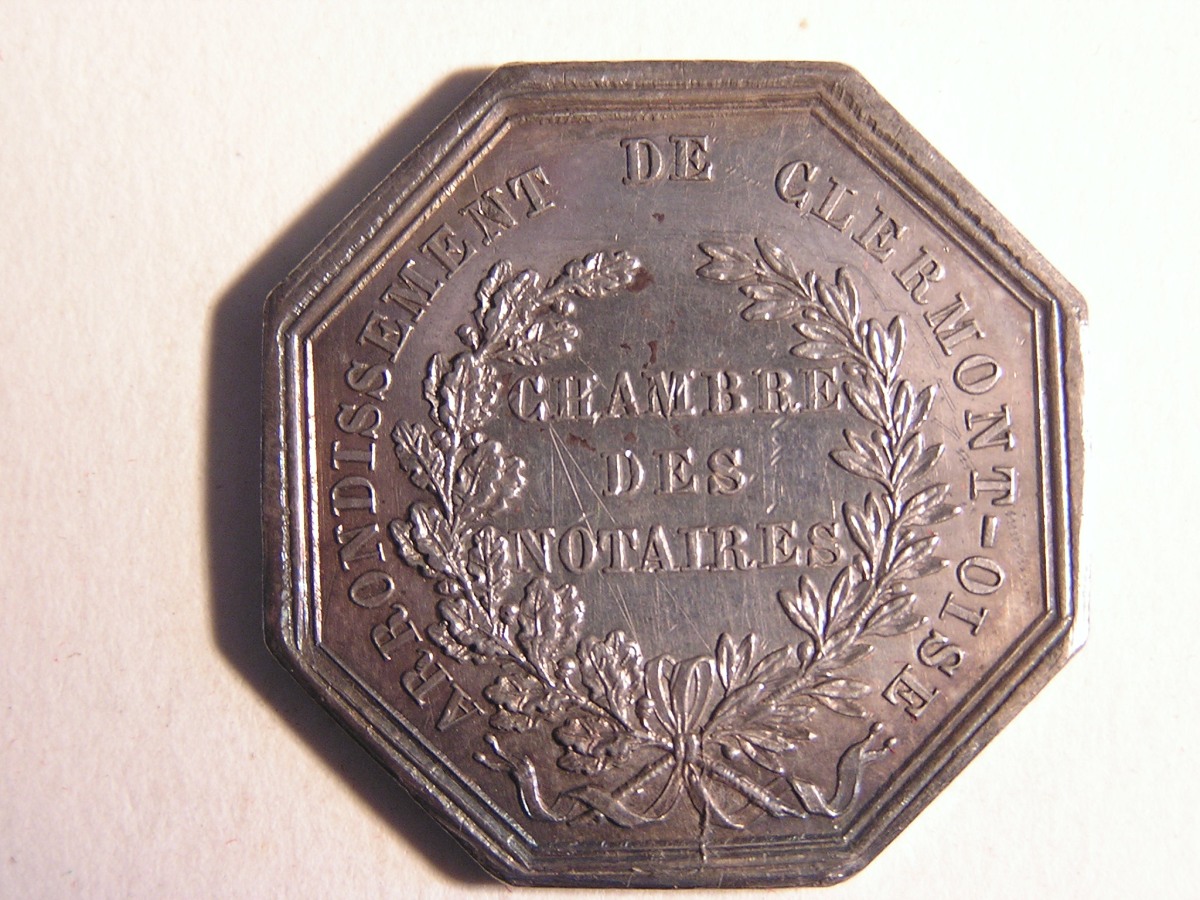 ARRONDISSEMENT DE CLERMONT-OISE
CHAMBRE
DES
NOTAIRES